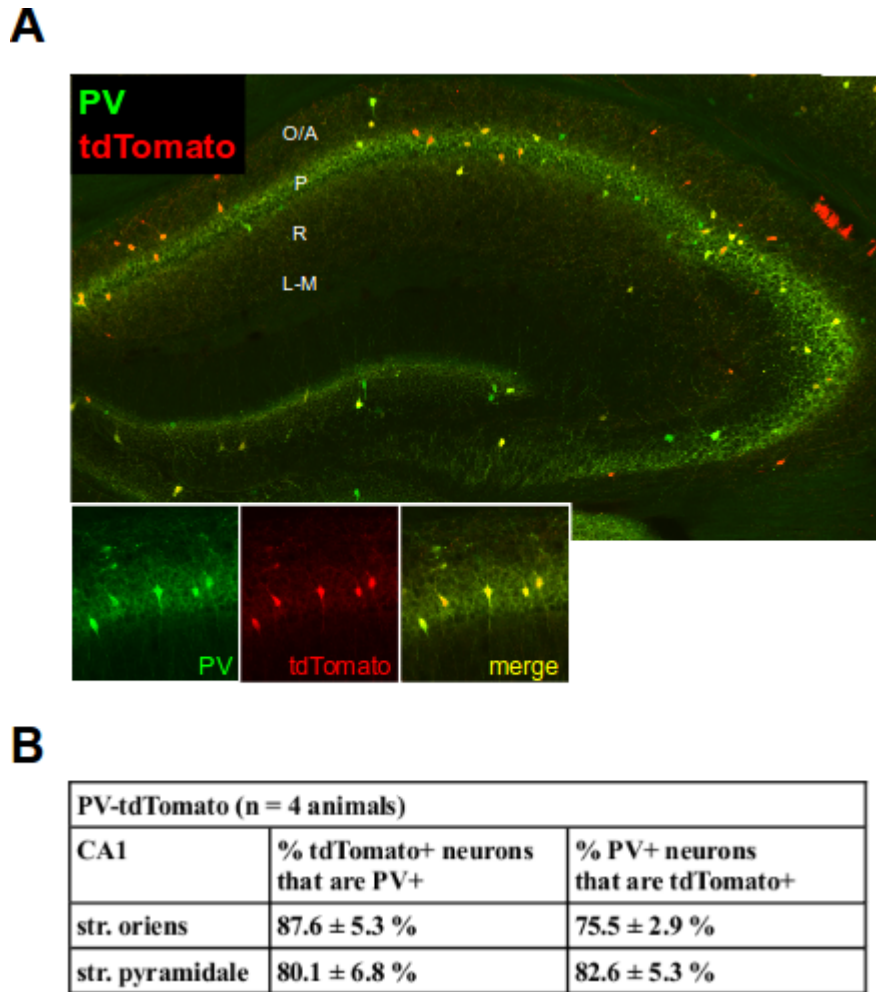 A
PV
tdTomato
O/A
P
R
L-M
PV
tdTomato
merge
B
PV-tdTomato (n = 4 animals)
CA1
% tdTomato+ neurons
that are PV+
% PV+ neurons
that are tdTomato+
str. oriens
87.6 ± 5.3 %
75.5 ± 2.9 %
str. pyramidale
80.1 ± 6.8 %
82.6 ± 5.3 %